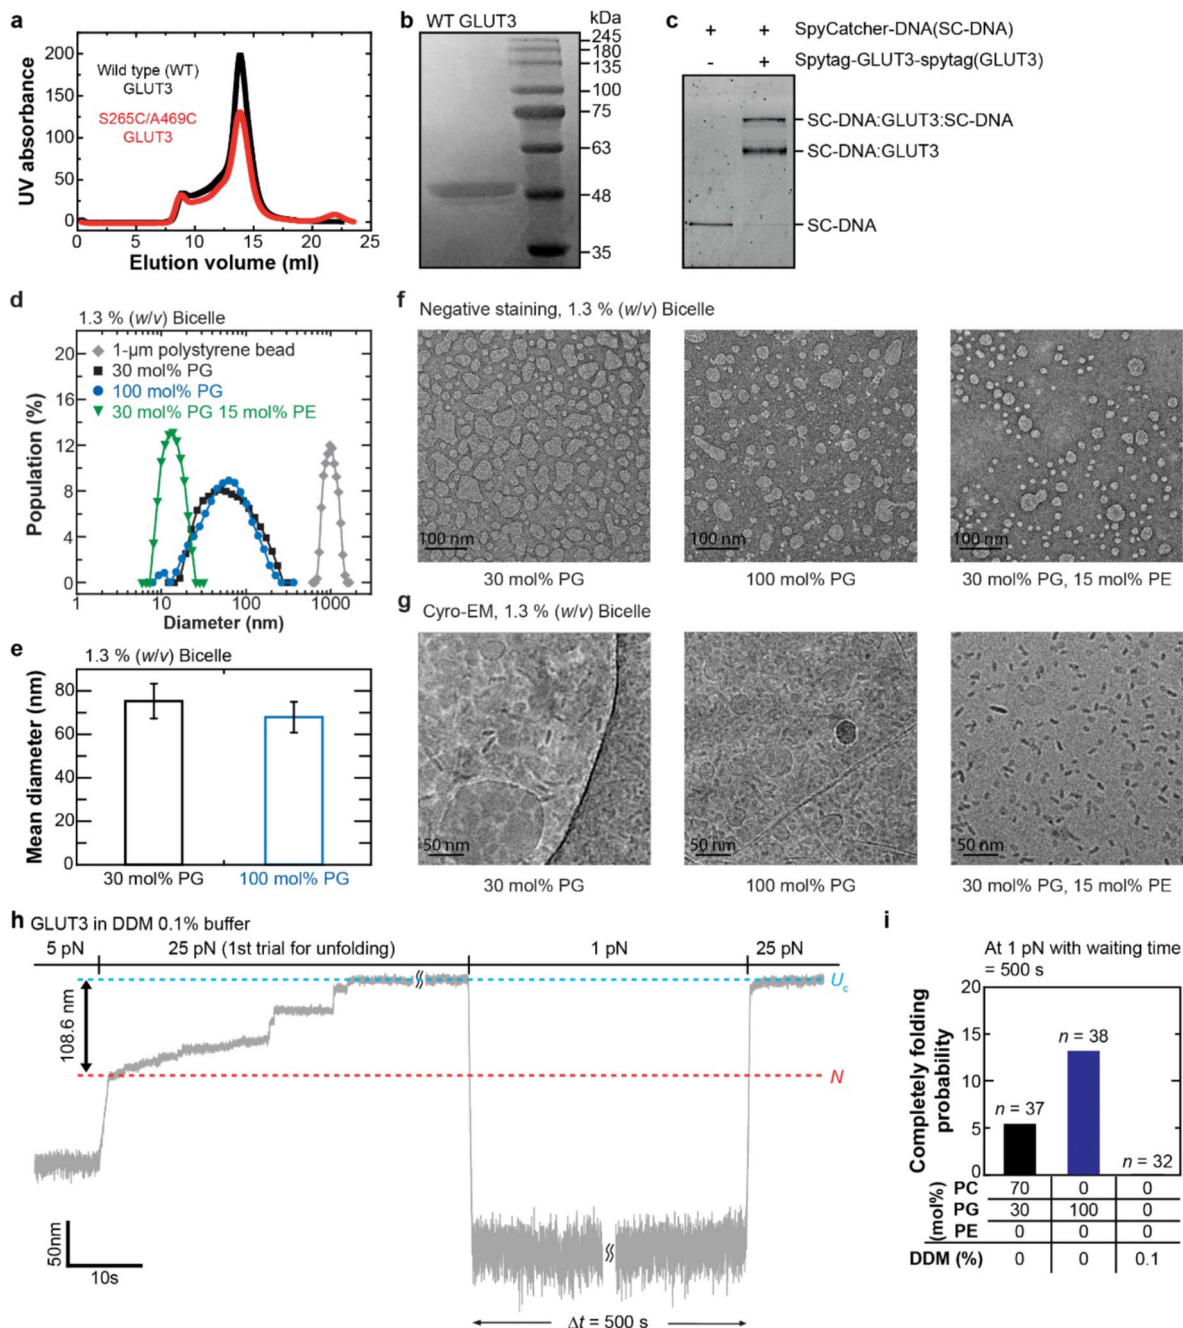 a
UV absorbance
200
150
100
50
0
Wild type (WT)
GLUT3
S265C/A469C
GLUT3
0 5 10 15 20 25
Elution volume (ml)
b WT GLUT3
kDa
245
180
135
100
75
63
48
35
c
+ + SpyCatcher-DNA(SC-DNA)
- + Spytag-GLUT3-spytag(GLUT3)
SC-DNA:GLUT3:SC-DNA
SC-DNA:GLUT3
SC-DNA
d
1.3 % (w/v) Bicelle
Population (%)
20
16
12
8
4
0
1-μm polystyrene bead
30 mol% PG
100 mol% PG
30 mol% PG 15 mol% PE
1 10 100 1000
Diameter (nm)
e
1.3 % (w/v) Bicelle
Mean diameter (nm)
80
60
40
20
0
30 mol% PG 100 mol% PG
f Negative staining, 1.3 % (w/v) Bicelle
100 nm 100 nm 100 nm
30 mol% PG 100 mol% PG 30 mol% PG, 15 mol% PE
g Cyro-EM, 1.3 % (w/v) Bicelle
50 nm 50 nm 50 nm
30 mol% PG 100 mol% PG 30 mol% PG, 15 mol% PE
h GLUT3 in DDM 0.1% buffer
5 pN 25 pN (1st trial for unfolding) 1 pN 25 pN
Uc
108.6 nm
N
50nm
10s
Δt = 500 s
i
At 1 pN with waiting time
= 500 s
Completely folding
probability
20
15
10
5
0
n = 37
n = 38
n = 32
(mol%)
PC 70 0 0
PG 30 100 0
PE 0 0 0
DDM (%) 0 0 0.1